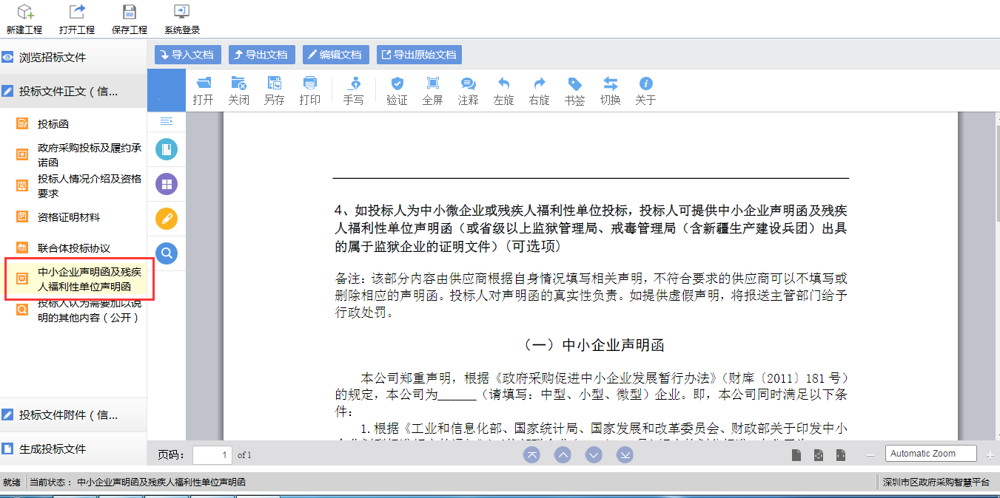 新建工程 打开工程 保存工程 系统登录
浏览招标文件
导入文档 导出文档 编辑文档 导出原始文档
投标文件正文（信...
打开 关闭 另存 打印 手写 验证 全屏 注释 左旋 右旋 书签 切换 关于
投标函
政府采购投标及履约承
诺函
投标人情况介绍及资格
要求
资格证明材料
联合体投标协议
中小企业声明函及残疾
人福利性单位声明函
投标人认为需要加以说
明的其他内容（公开）
投标文件附件（信...
生成投标文件
4、如投标人为中小微企业或残疾人福利性单位投标，投标人可提供中小企业声明函及残疾
人福利性单位声明函（或省级以上监狱管理局、戒毒管理局（含新疆生产建设兵团）出具
的属于监狱企业的证明文件）（可选项）
备注：该部分内容由供应商根据自身情况填写相关声明，不符合要求的供应商可以不填写或
删除相应的声明函。投标人对声明函的真实性负责。如提供虚假声明，将报送主管部门给予
行政处罚。
（一）中小企业声明函
本公司郑重声明，根据《政府采购促进中小企业发展暂行办法》（财库〔2011〕181 号）
的规定，本公司为______（请填写：中型、小型、微型）企业。即，本公司同时满足以下条
件：
1. 根据《工业和信息化部、国家统计局、国家发展和改革委员会、财政部关于印发中小
页码： 1 of 1 Automatic Zoom
就绪 当前状态： 中小企业声明函及残疾人福利性单位声明函 深圳市区政府采购智慧平台